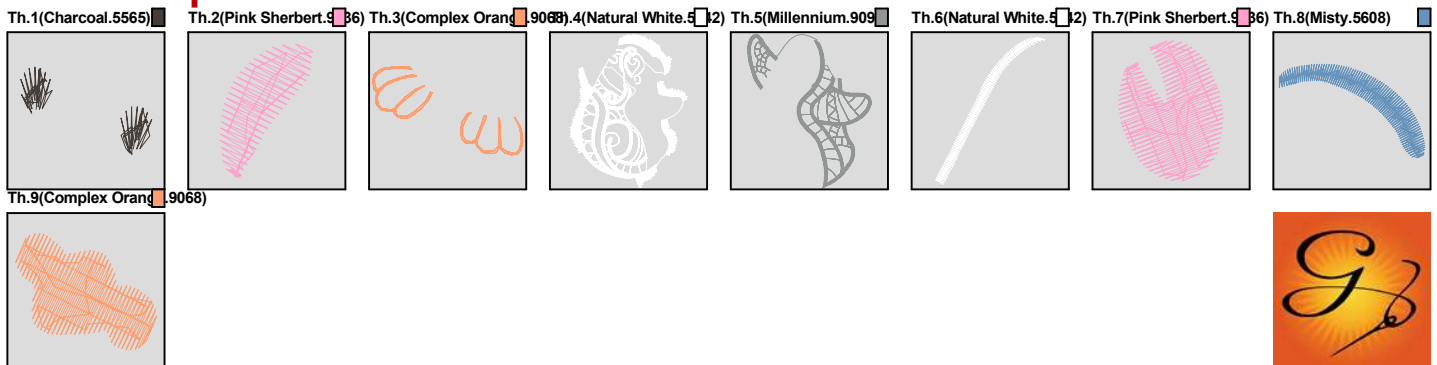 Th.1(Charcoal.5565) Th.2(Pink Sherbert.9 36) Th.3(Complex Orang .9068) Th.4(Natural White.5 42) Th.5(Millennium.909 Th.6(Natural White.5 42) Th.7(Pink Sherbert.9 36) Th.8(Misty.5608)
Th.9(Complex Orang .9068)